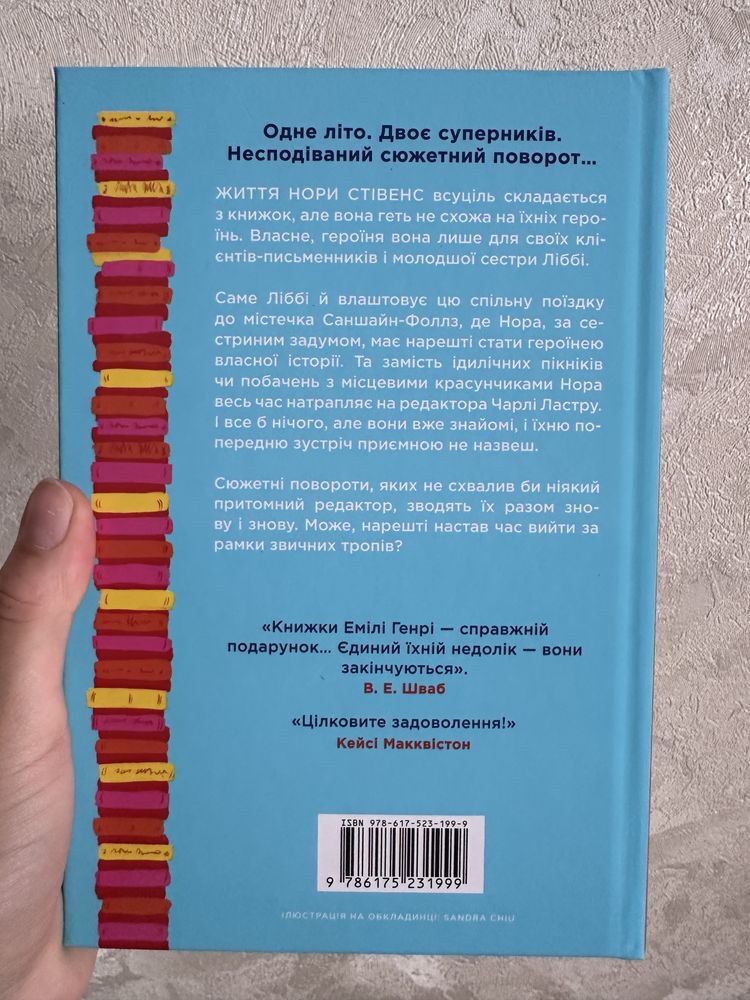 Одне літо. Двоє суперників.
Несподіваний сюжетний поворот...
ЖИТТЯ НОРИ СТІВЕНС всуціль складається
з книжок, але вона геть не схожа на їхніх геро-
їнь. Власне, героїня вона лише для своїх клі-
єнтів-письменників і молодшої сестри Ліббі.
Саме Ліббі й влаштовує цю спільну поїздку
до містечка Саншайн-Фоллз, де Нора, за се-
стриним задумом, має нарешті стати героїнею
власної історії. Та замість ідилічних пікніків
чи побачень з місцевими красунчиками Нора
весь час натрапляє на редактора Чарлі Ластру.
І все б нічого, але вони вже знайомі, і їхню по-
передню зустріч приємною не назвеш.
Сюжетні повороти, яких не схвалив би ніякий
притомний редактор, зводять їх разом зно-
ву і знову. Може, нарешті настав час вийти за
рамки звичних тропів?
«Книжки Емілі Генрі — справжній
подарунок... Єдиний їхній недолік — вони
закінчуються».
В. Е. Шваб
«Цілковите задоволення!»
Кейсі Макквістон
ISBN 978-617-523-199-9
9 786175 231999
ІЛЮСТРАЦІЯ НА ОБКЛАДИНЦІ: SANDRA CHIU